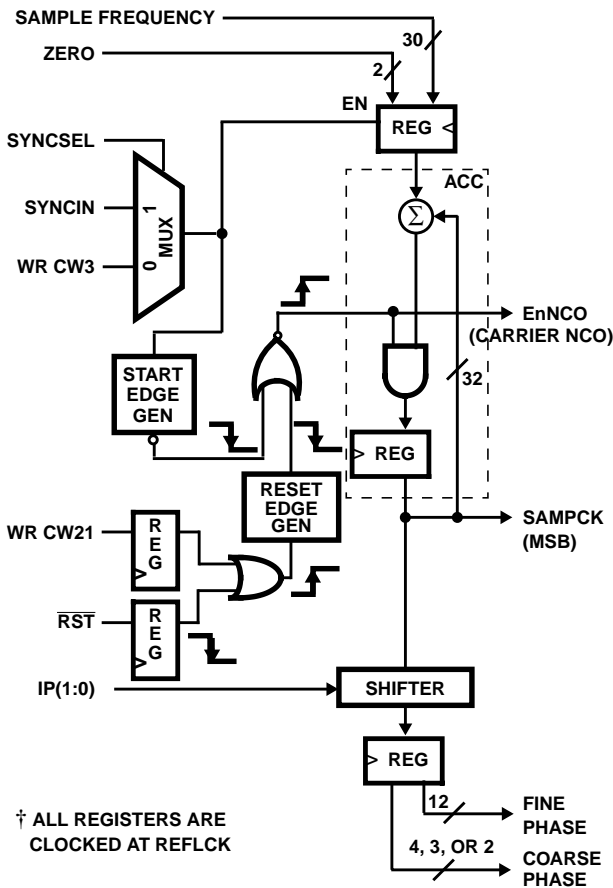 SAMPLE FREQUENCY
30
ZERO
2
EN
REG <
SYNCSEL
ACC
SYNCIN
1
MUX
0
Σ
WR CW3
EnNCO
(CARRIER NCO)
START
EDGE
GEN
32
> REG
RESET
EDGE
GEN
WR CW21
REG
SAMPCK
(MSB)
RST
REG
IP(1:0)
SHIFTER
> REG
12
FINE
PHASE
4, 3, OR 2
COARSE
PHASE
† ALL REGISTERS ARE
CLOCKED AT REFLCK